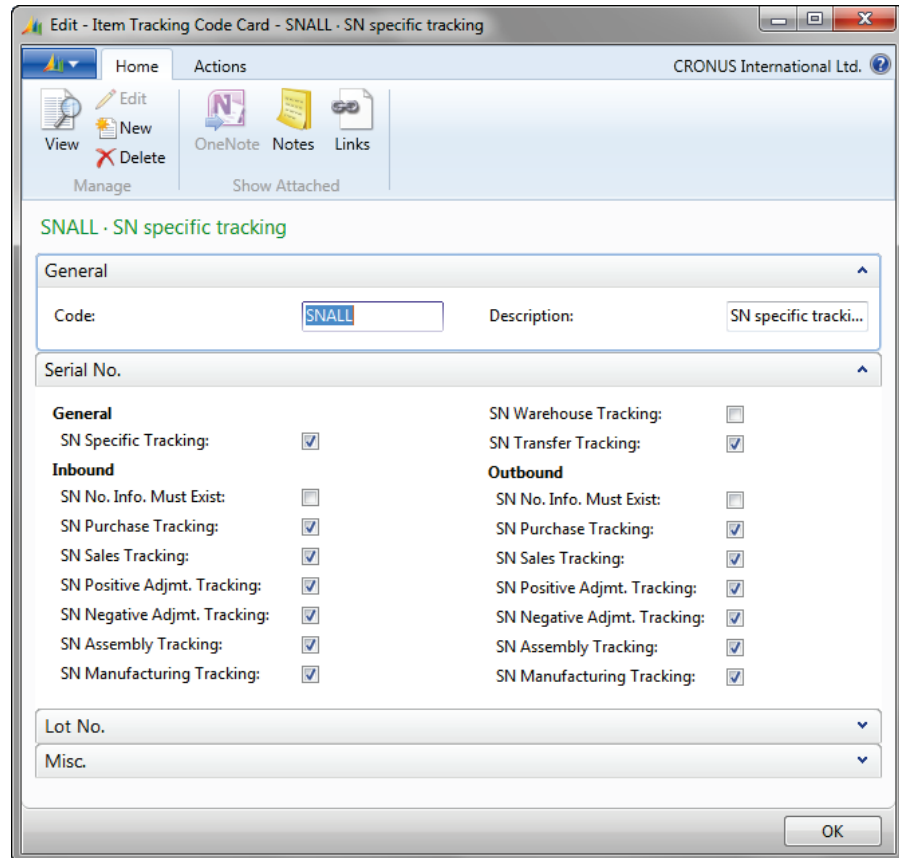 Edit - Item Tracking Code Card - SNALL · SN specific tracking
Home Actions CRONUS International Ltd.
View
Edit
New
Delete
OneNote Notes Links
Manage Show Attached
SNALL · SN specific tracking
General
Code: SNALL Description: SN specific tracki...
Serial No.
General
SN Specific Tracking:
Inbound
SN No. Info. Must Exist:
SN Purchase Tracking:
SN Sales Tracking:
SN Positive Adjmt. Tracking:
SN Negative Adjmt. Tracking:
SN Assembly Tracking:
SN Manufacturing Tracking:
SN Warehouse Tracking:
SN Transfer Tracking:
Outbound
SN No. Info. Must Exist:
SN Purchase Tracking:
SN Sales Tracking:
SN Positive Adjmt. Tracking:
SN Negative Adjmt. Tracking:
SN Assembly Tracking:
SN Manufacturing Tracking:
Lot No.
Misc.
OK